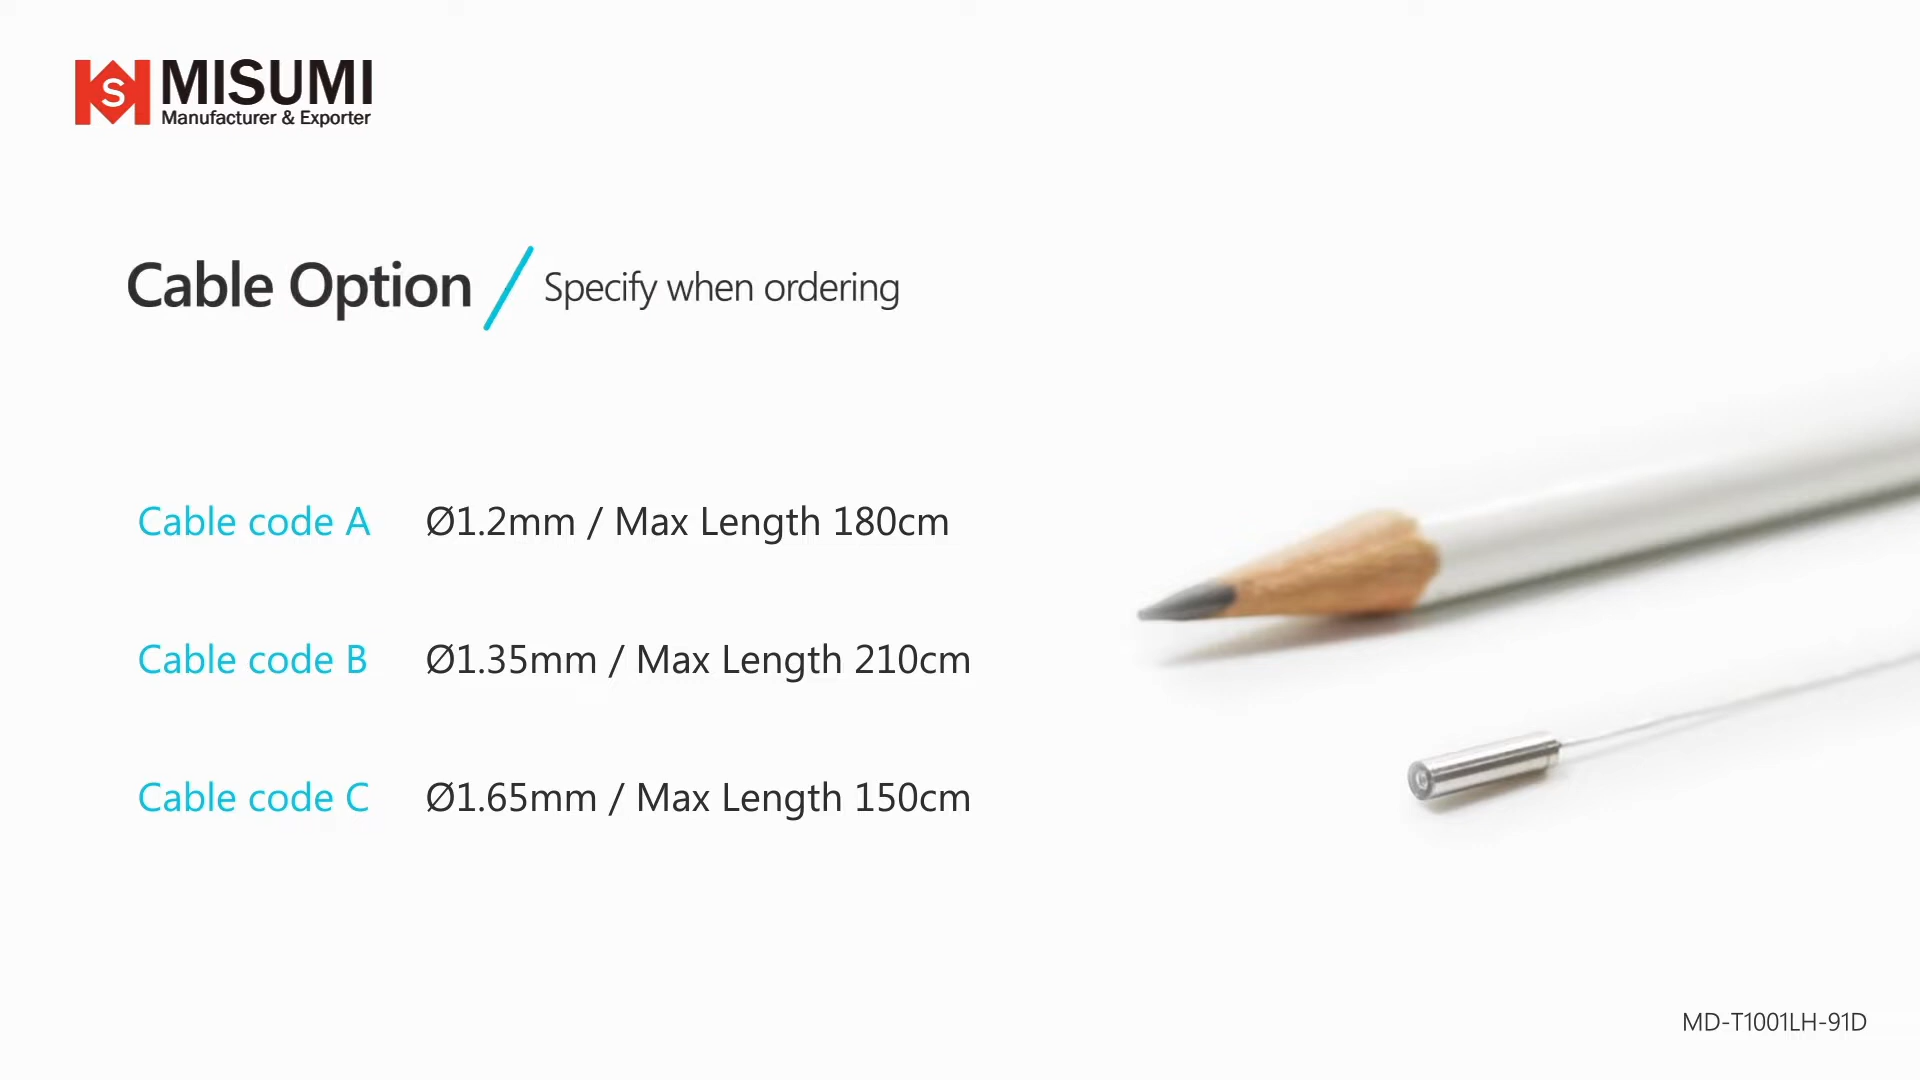 S
MISUMI
Manufacturer & Exporter
Cable Option / Specify when ordering
Cable code A Ø1.2mm / Max Length 180cm
Cable code B Ø1.35mm / Max Length 210cm
Cable code C Ø1.65mm / Max Length 150cm
MD-T1001LH-91D